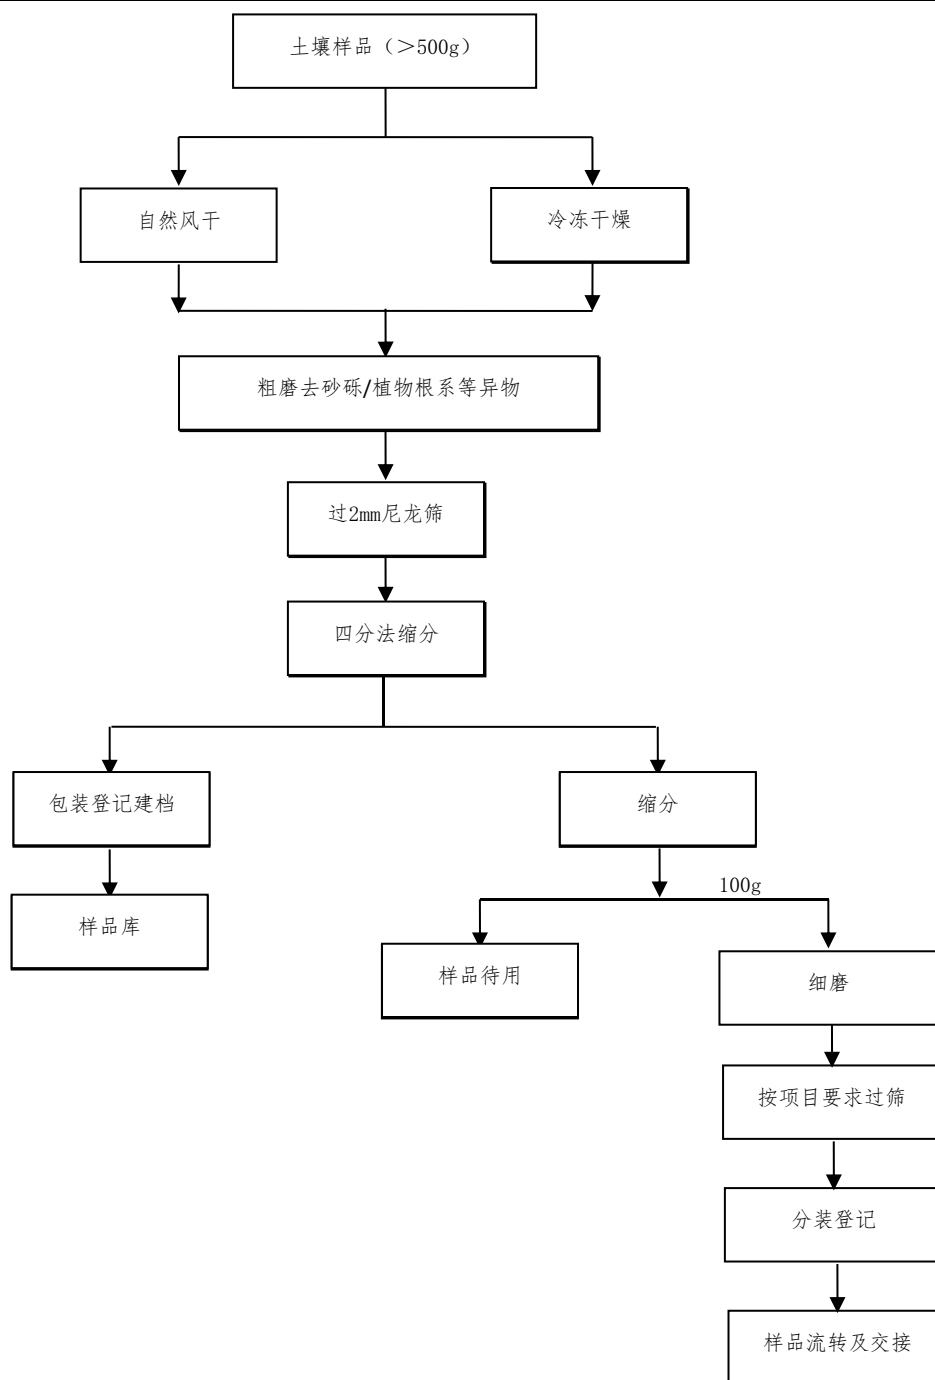 土壤样品（＞500g）
自然风干
冷冻干燥
粗磨去砂砾/植物根系等异物
过2mm尼龙筛
四分法缩分
包装登记建档
缩分
100g
样品库
样品待用
细磨
按项目要求过筛
分装登记
样品流转及交接